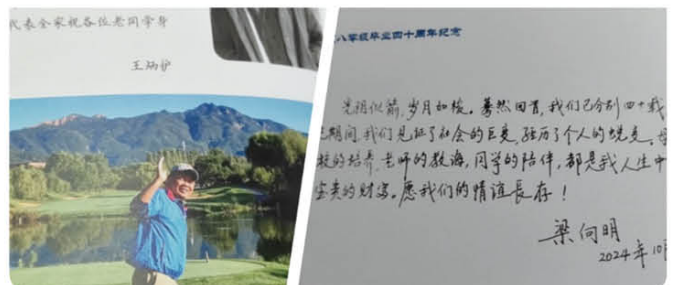 代表全家祝各位老同学身
王炳护
八零级毕业四十周年纪念
光阴似箭，岁月如梭。蓦然回首，我们已分别四十载
期间，我们见证了社会的巨变，经历了个人的蜕变。母
校的培养，老师的教诲，同学的陪伴，都是我人生中
宝贵的财富。愿我们的情谊長存！
梁向明
2024年10